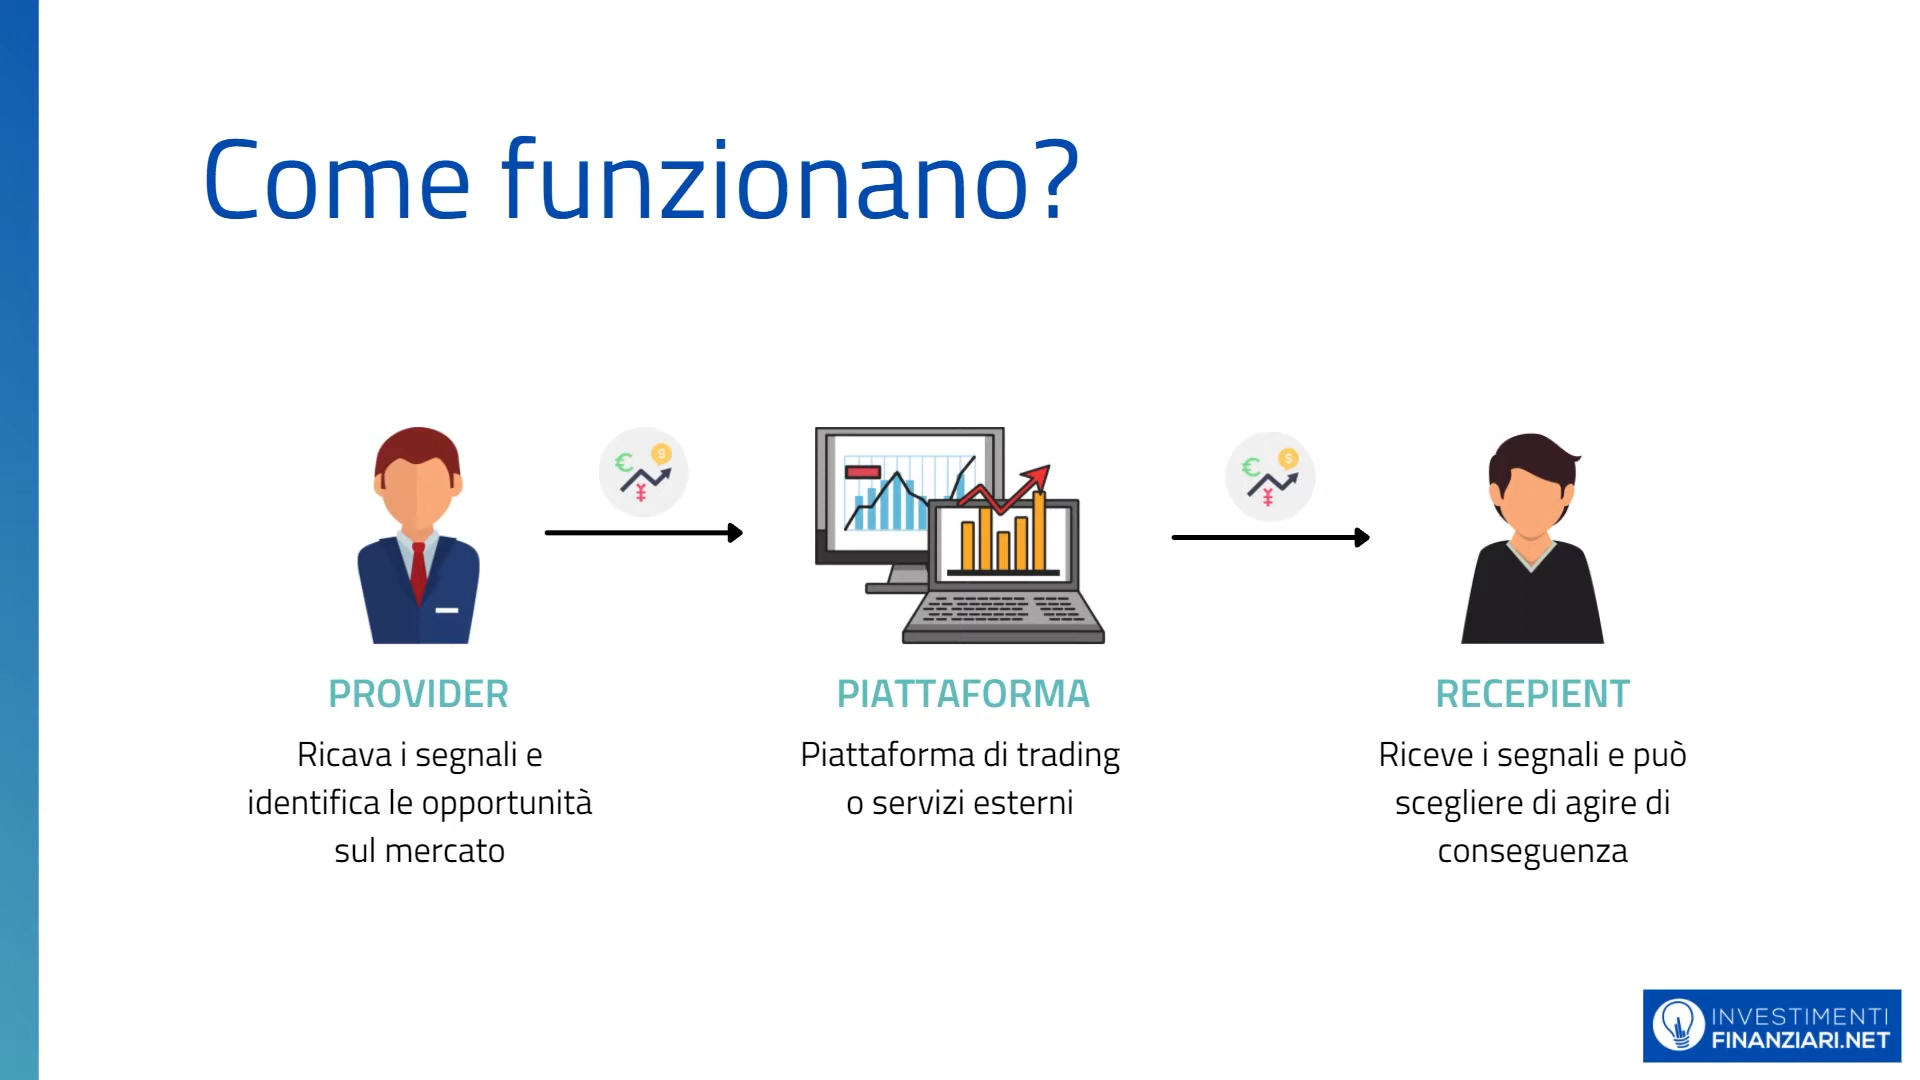 Come funzionano?
PROVIDER
Ricava i segnali e
identifica le opportunità
sul mercato
PIATTAFORMA
Piattaforma di trading
o servizi esterni
RECEPIENT
Riceve i segnali e può
scegliere di agire di
conseguenza
INVESTIMENTI
FINANZIARI.NET